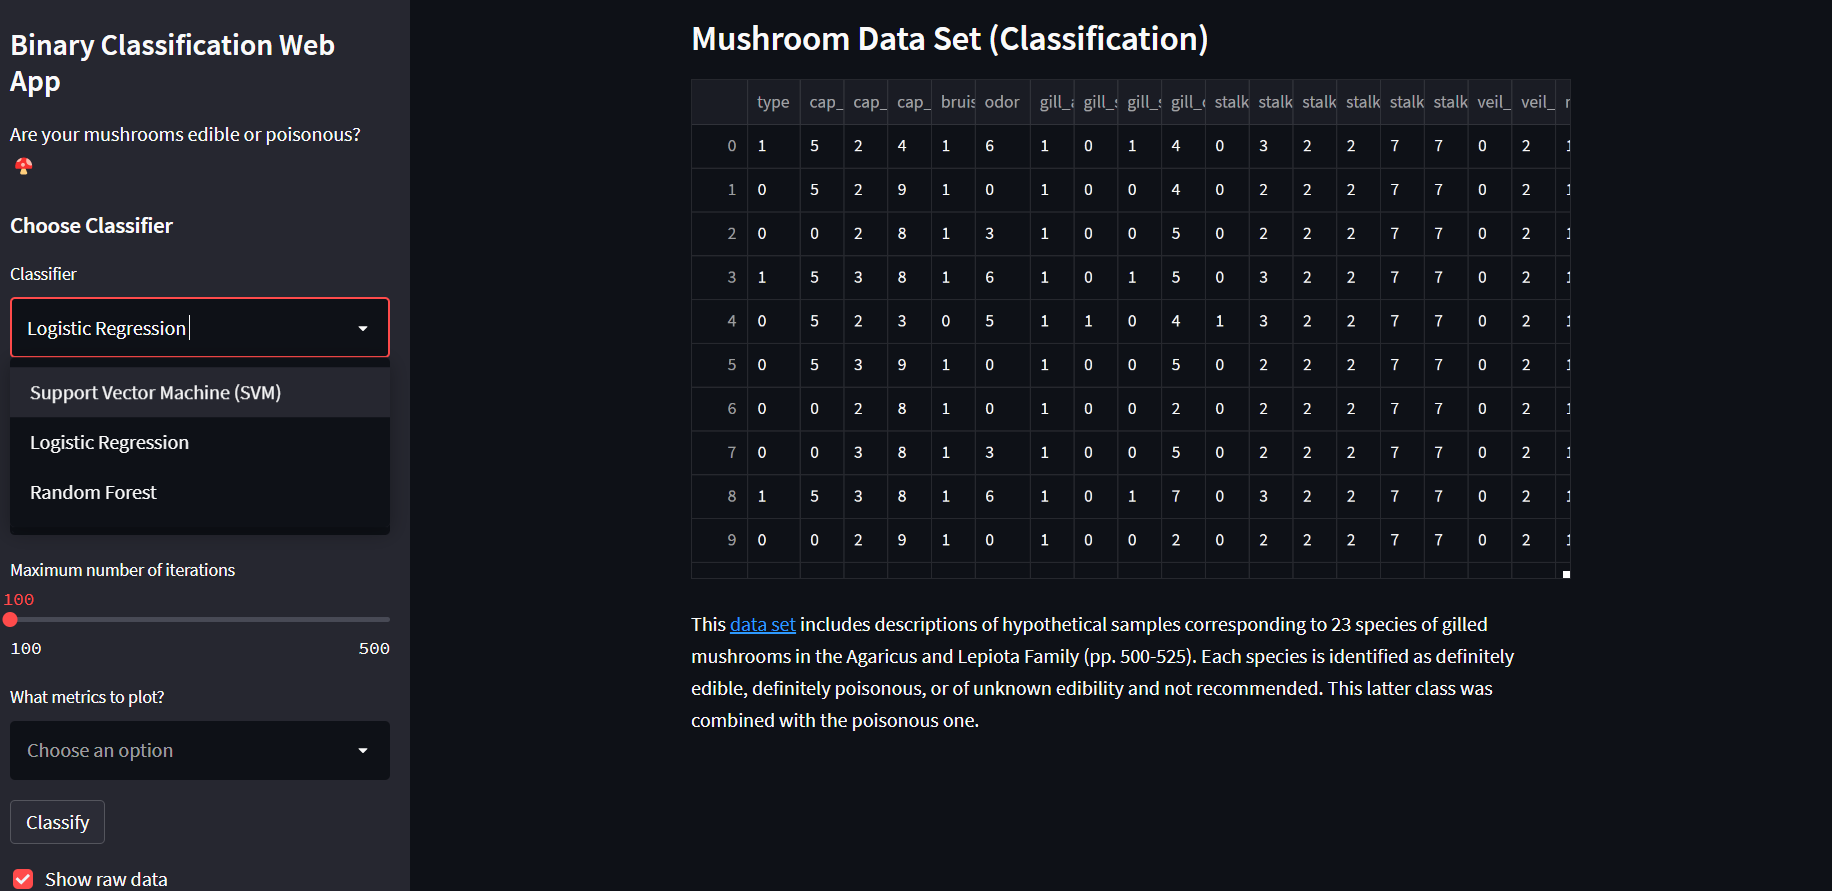 Binary Classification Web
App
Are your mushrooms edible or poisonous?
Choose Classifier
Classifier
Logistic Regression
Support Vector Machine (SVM)
Logistic Regression
Random Forest
Maximum number of iterations
100
100 500
What metrics to plot?
Choose an option
Classify
Show raw data
Mushroom Data Set (Classification)
type cap_ cap_ cap_ bruis odor gill_a gill_s gill_s gill_c stalk stalk stalk stalk stalk stalk veil_ veil_ r
0 1 5 2 4 1 6 1 0 1 4 0 3 2 2 7 7 0 2 1
1 0 5 2 9 1 0 1 0 0 4 0 2 2 2 7 7 0 2 1
2 0 0 2 8 1 3 1 0 0 5 0 2 2 2 7 7 0 2 1
3 1 5 3 8 1 6 1 0 1 5 0 3 2 2 7 7 0 2 1
4 0 5 2 3 0 5 1 1 0 4 1 3 2 2 7 7 0 2 1
5 0 5 3 9 1 0 1 0 0 5 0 2 2 2 7 7 0 2 1
6 0 0 2 8 1 0 1 0 0 2 0 2 2 2 7 7 0 2 1
7 0 0 3 8 1 3 1 0 0 5 0 2 2 2 7 7 0 2 1
8 1 5 3 8 1 6 1 0 1 7 0 3 2 2 7 7 0 2 1
9 0 0 2 9 1 0 1 0 0 2 0 2 2 2 7 7 0 2 1
This data set includes descriptions of hypothetical samples corresponding to 23 species of gilled
mushrooms in the Agaricus and Lepiota Family (pp. 500-525). Each species is identified as definitely
edible, definitely poisonous, or of unknown edibility and not recommended. This latter class was
combined with the poisonous one.